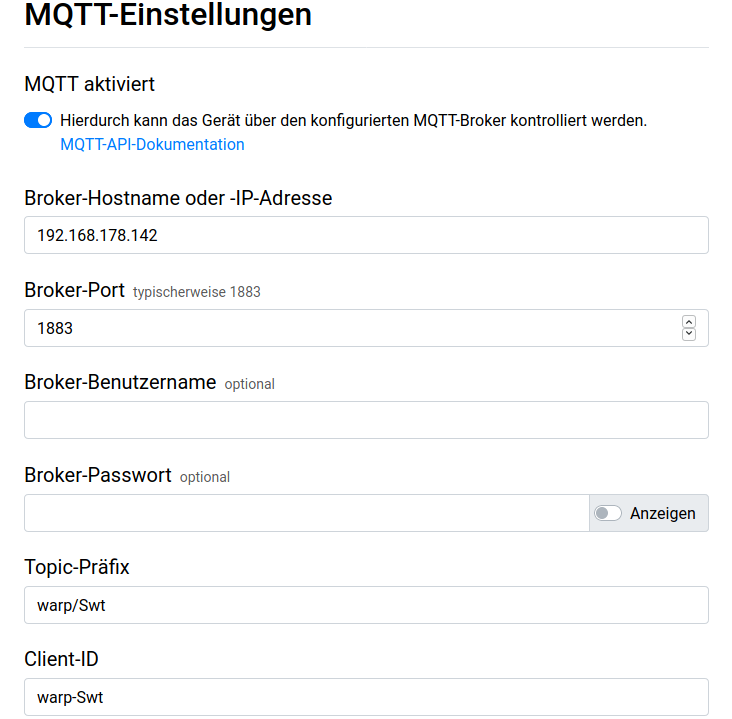 MQTT-Einstellungen
MQTT aktiviert
Hierdurch kann das Gerät über den konfigurierten MQTT-Broker kontrolliert werden.
MQTT-API-Dokumentation
Broker-Hostname oder -IP-Adresse
192.168.178.142
Broker-Port typischerweise 1883
1883
Broker-Benutzername optional
Broker-Passwort optional
Anzeigen
Topic-Präfix
warp/Swt
Client-ID
warp-Swt